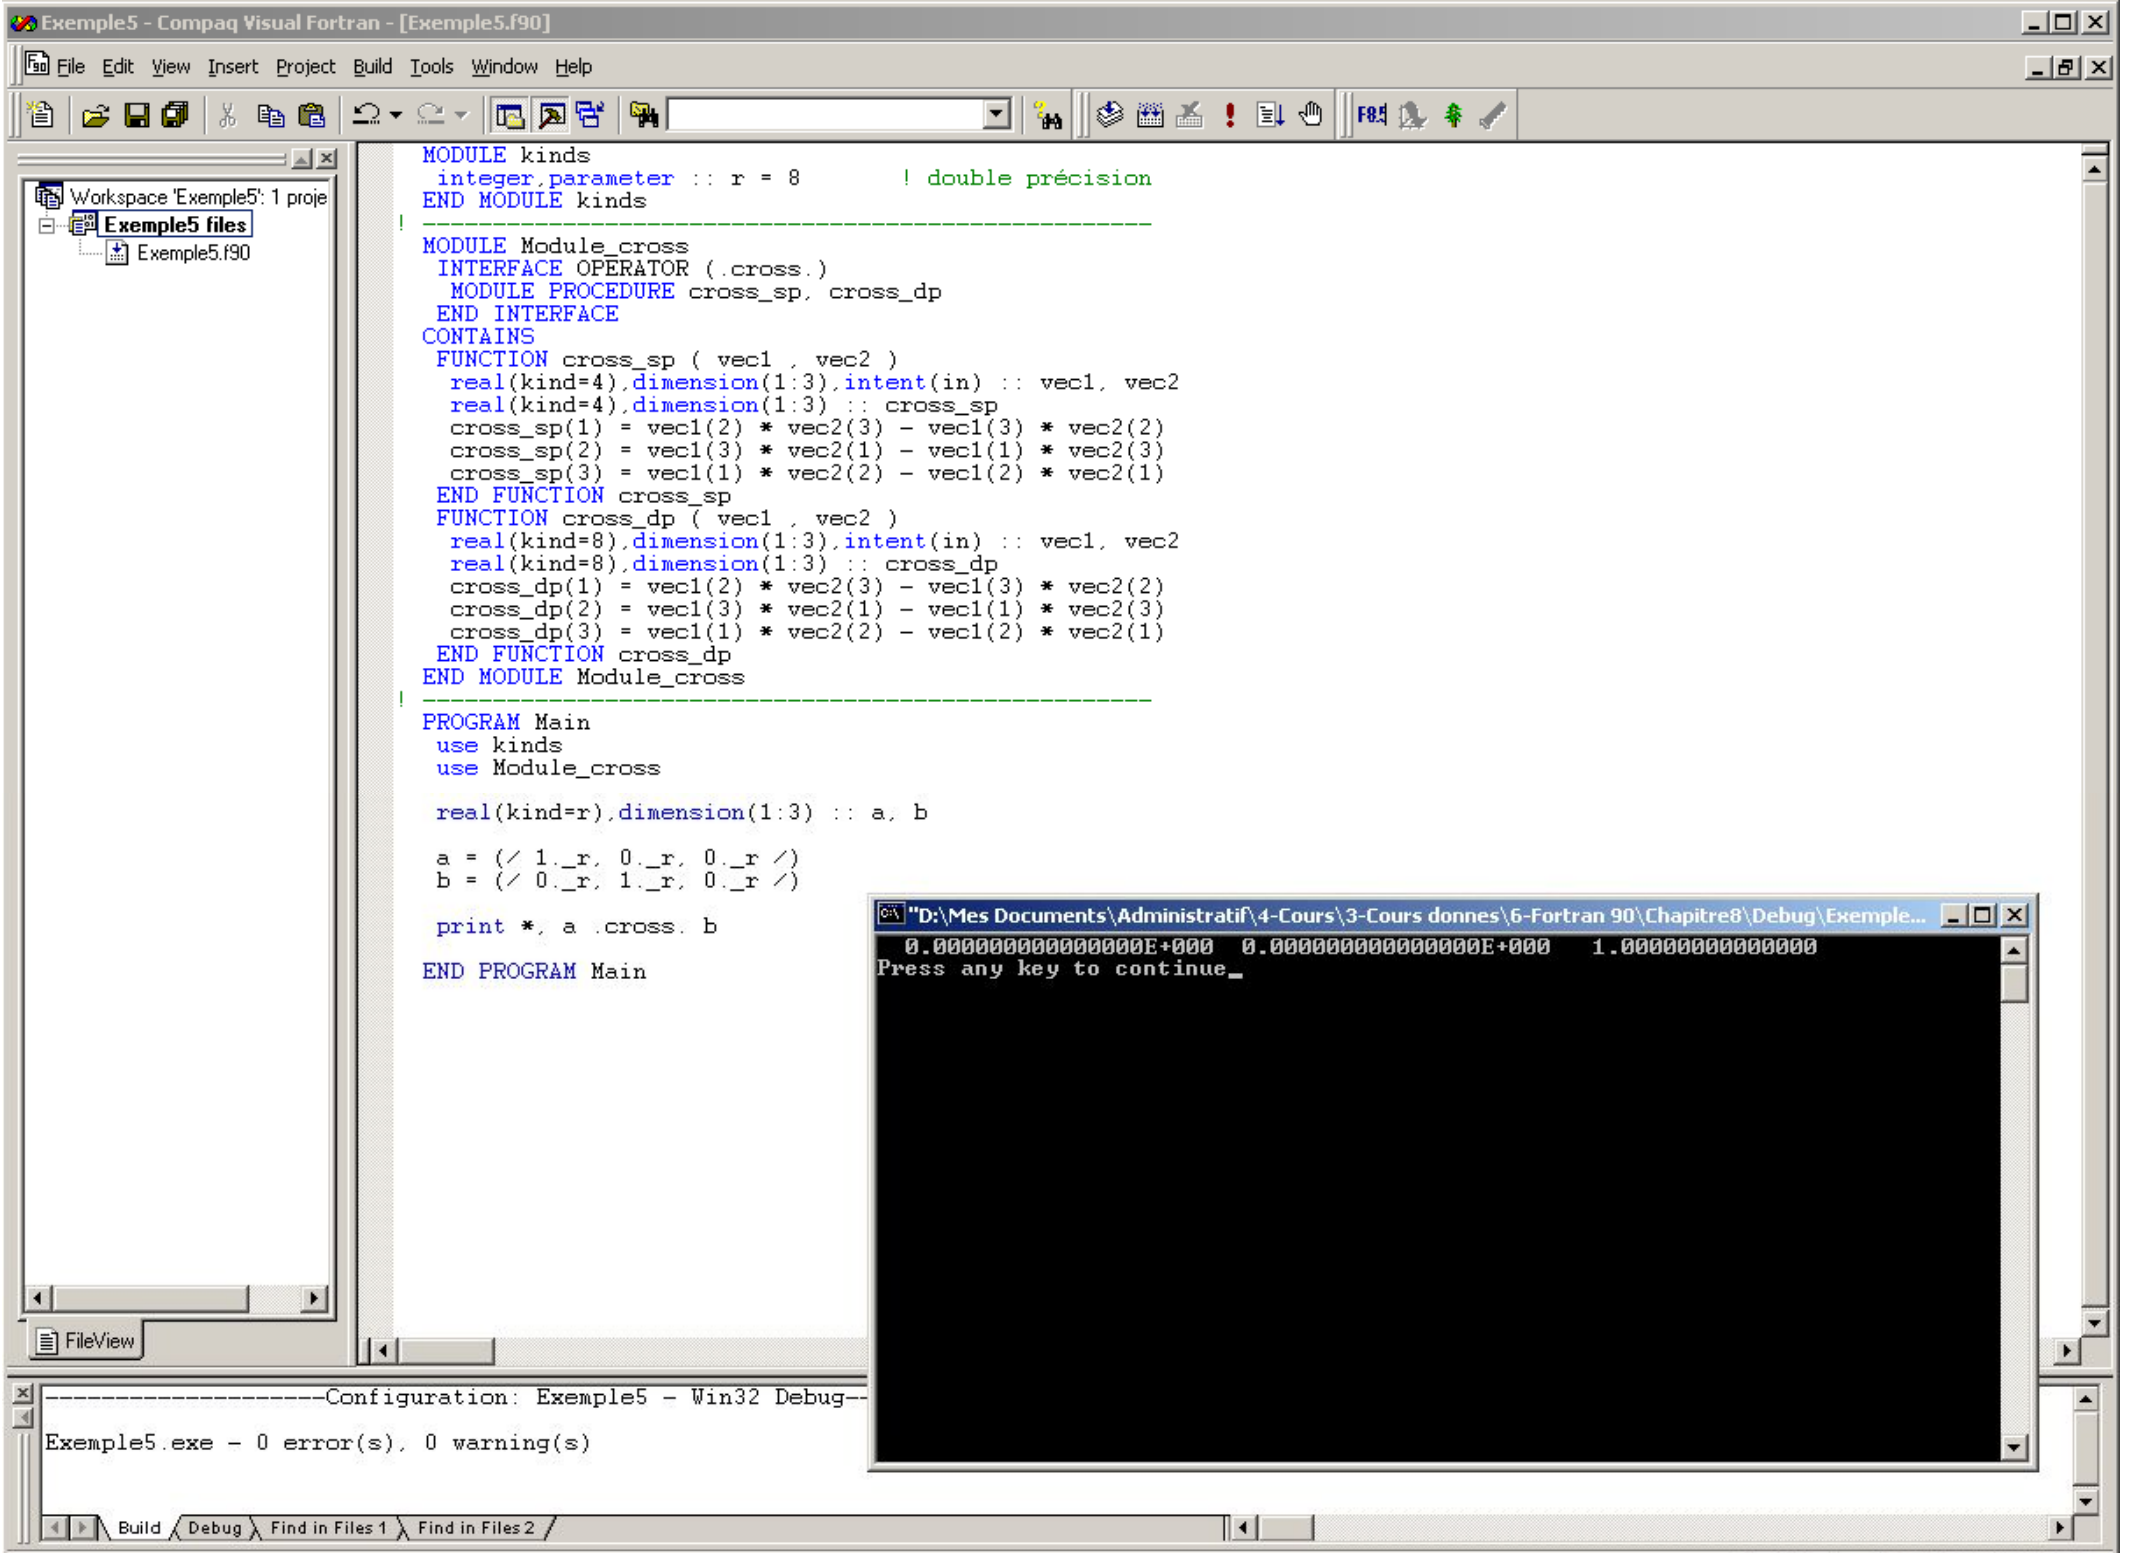 Exemple5 - Compaq Visual Fortran - [Exemple5.f90]
File Edit View Insert Project Build Tools Window Help
Workspace 'Exemple5': 1 proje
Exemple5 files
Exemple5.f90
FileView
MODULE kinds
integer,parameter :: r = 8 ! double précision
END MODULE kinds
! ----------------------------------------------------
MODULE Module_cross
INTERFACE OPERATOR (.cross.)
MODULE PROCEDURE cross_sp, cross_dp
END INTERFACE
CONTAINS
FUNCTION cross_sp ( vec1 , vec2 )
real(kind=4),dimension(1:3),intent(in) :: vec1, vec2
real(kind=4),dimension(1:3) :: cross_sp
cross_sp(1) = vec1(2) * vec2(3) - vec1(3) * vec2(2)
cross_sp(2) = vec1(3) * vec2(1) - vec1(1) * vec2(3)
cross_sp(3) = vec1(1) * vec2(2) - vec1(2) * vec2(1)
END FUNCTION cross_sp
FUNCTION cross_dp ( vec1 , vec2 )
real(kind=8),dimension(1:3),intent(in) :: vec1, vec2
real(kind=8),dimension(1:3) :: cross_dp
cross_dp(1) = vec1(2) * vec2(3) - vec1(3) * vec2(2)
cross_dp(2) = vec1(3) * vec2(1) - vec1(1) * vec2(3)
cross_dp(3) = vec1(1) * vec2(2) - vec1(2) * vec2(1)
END FUNCTION cross_dp
END MODULE Module_cross
! ----------------------------------------------------
PROGRAM Main
use kinds
use Module_cross
real(kind=r),dimension(1:3) :: a, b
a = (/ 1._r, 0._r, 0._r /)
b = (/ 0._r, 1._r, 0._r /)
print *, a .cross. b
END PROGRAM Main
"D:\Mes Documents\Administratif\4-Cours\3-Cours donnes\6-Fortran 90\Chapitre8\Debug\Exemple...
0.000000000000000E+000 0.000000000000000E+000 1.00000000000000
Press any key to continue_
--------------------Configuration: Exemple5 - Win32 Debug--
Exemple5.exe - 0 error(s), 0 warning(s)
Build Debug Find in Files 1 Find in Files 2